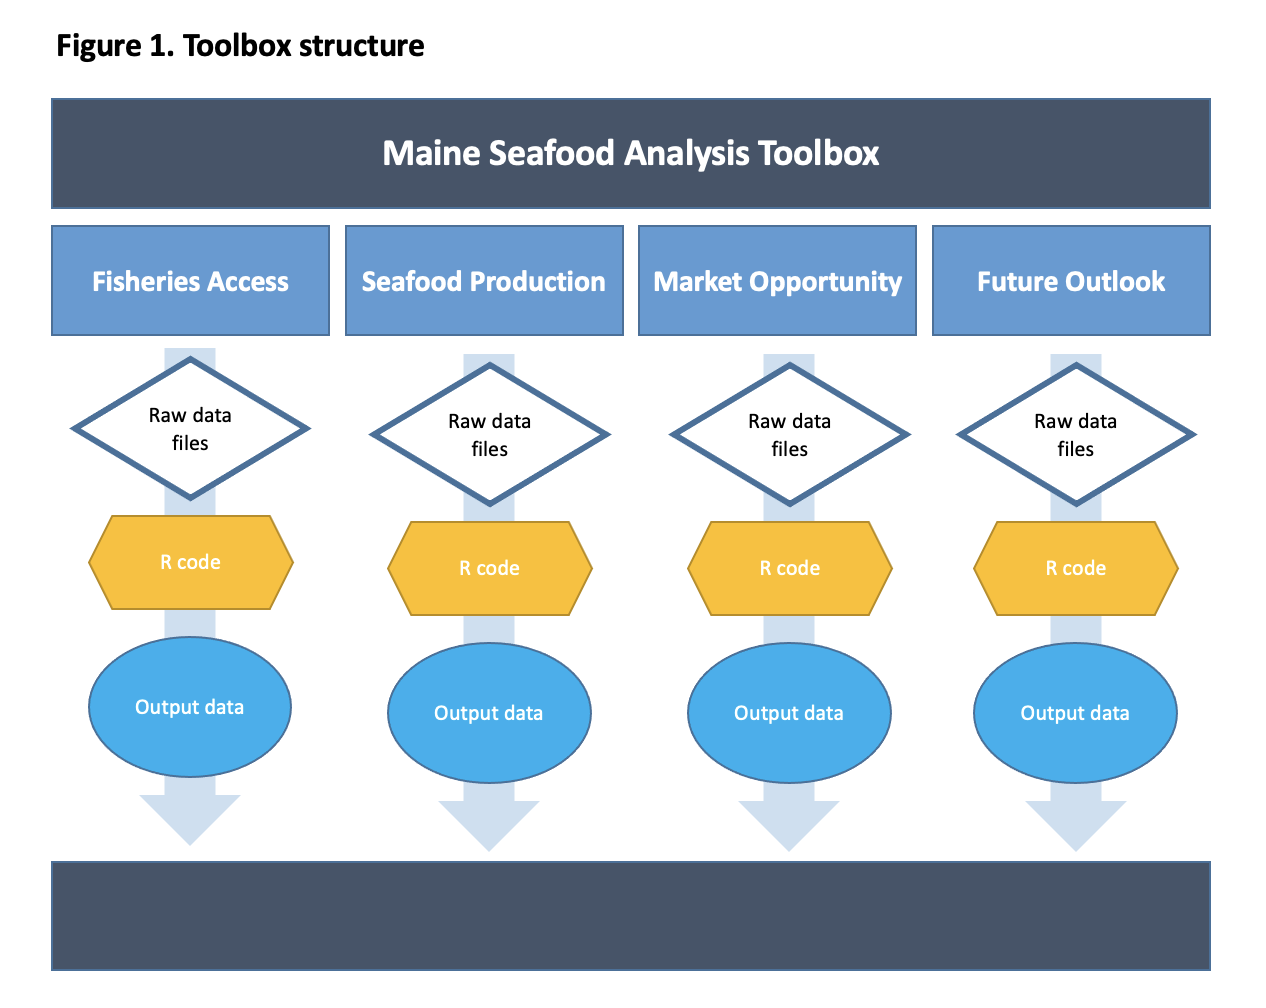 Figure 1. Toolbox structure
Maine Seafood Analysis Toolbox
Fisheries Access
Seafood Production
Market Opportunity
Future Outlook
Raw data
files
Raw data
files
Raw data
files
Raw data
files
R code
R code
R code
R code
Output data
Output data
Output data
Output data